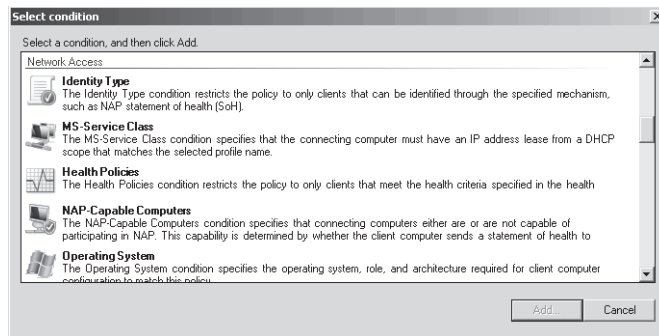 Select condition
Select a condition, and then click Add.
Network Access
Identity Type
The Identity Type condition restricts the policy to only clients that can be identified through the specified mechanism,
such as NAP statement of health (SoH).
MS-Service Class
The MS-Service Class condition specifies that the connecting computer must have an IP address lease from a DHCP
scope that matches the selected profile name.
Health Policies
The Health Policies condition restricts the policy to only clients that meet the health criteria specified in the health
NAP-Capable Computers
The NAP-Capable Computers condition specifies that connecting computers either are or are not capable of
participating in NAP. This capability is determined by whether the client computer sends a statement of health to
Operating System
The Operating System condition specifies the operating system, role, and architecture required for client computer
configuration to match this policy.
Add...
Cancel